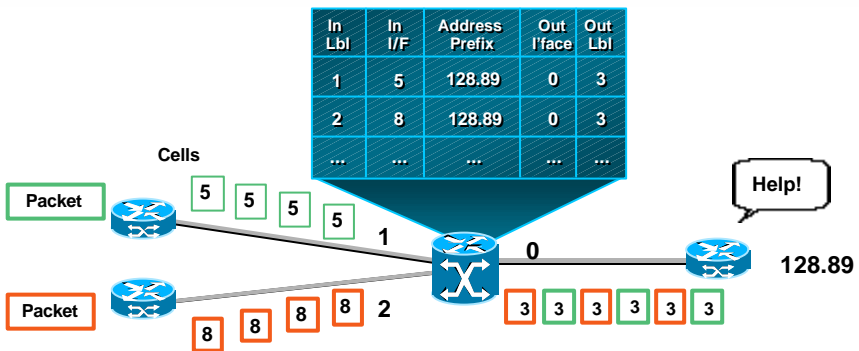 In Lbl In I/F Address Prefix Out I'face Out Lbl
1 5 128.89 0 3
2 8 128.89 0 3
... ... ... ... ...
Cells
Help!
Packet
5 5 5 5
1
0
128.89
Packet
8 8 8 8
2
3 3 3 3 3 3